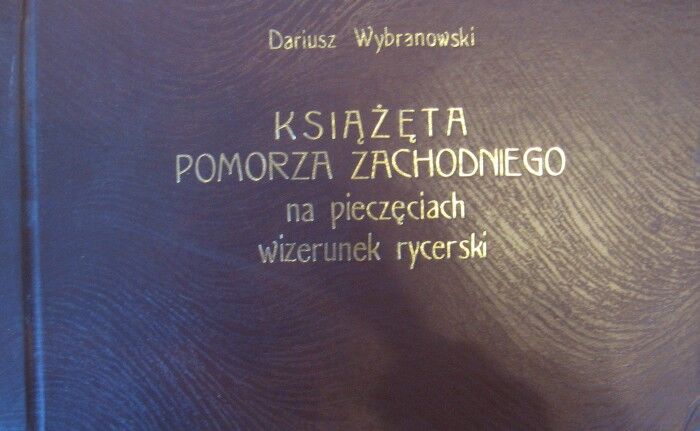 Dariusz Wybranowski
KSIĄŻĘTA
POMORZA ZACHODNIEGO
na pieczęciach
wizerunek rycerski